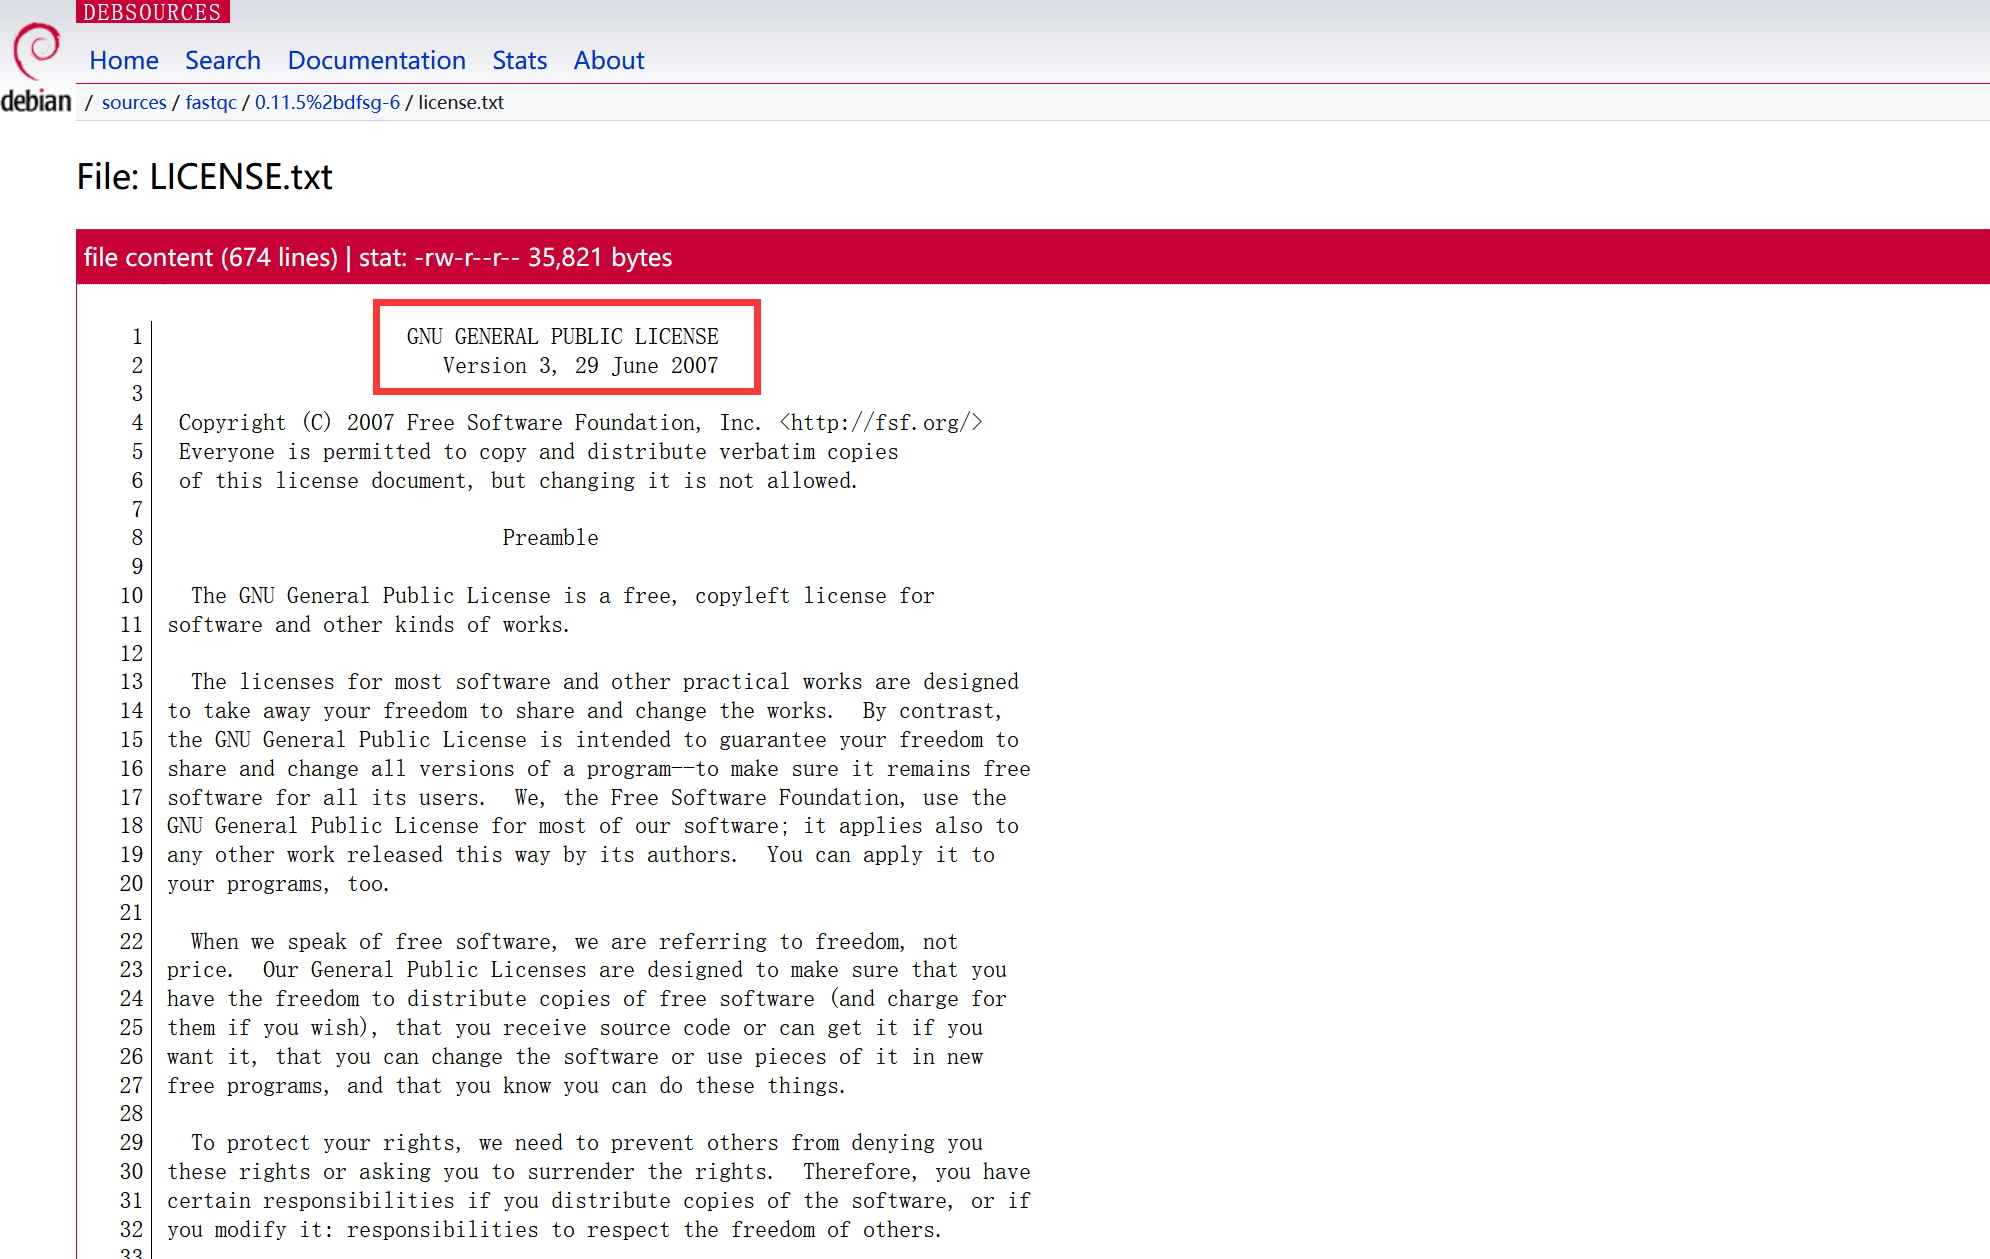 DEBSOURCES
debian
Home Search Documentation Stats About
/ sources / fastqc / 0.11.5%2bdfsg-6 / license.txt
File: LICENSE.txt
file content (674 lines) | stat: -rw-r--r-- 35,821 bytes
1 GNU GENERAL PUBLIC LICENSE
2 Version 3, 29 June 2007
3
4 Copyright (C) 2007 Free Software Foundation, Inc. <http://fsf.org/>
5 Everyone is permitted to copy and distribute verbatim copies
6 of this license document, but changing it is not allowed.
7
8 Preamble
9
10 The GNU General Public License is a free, copyleft license for
11 software and other kinds of works.
12
13 The licenses for most software and other practical works are designed
14 to take away your freedom to share and change the works. By contrast,
15 the GNU General Public License is intended to guarantee your freedom to
16 share and change all versions of a program--to make sure it remains free
17 software for all its users. We, the Free Software Foundation, use the
18 GNU General Public License for most of our software; it applies also to
19 any other work released this way by its authors. You can apply it to
20 your programs, too.
21
22 When we speak of free software, we are referring to freedom, not
23 price. Our General Public Licenses are designed to make sure that you
24 have the freedom to distribute copies of free software (and charge for
25 them if you wish), that you receive source code or can get it if you
26 want it, that you can change the software or use pieces of it in new
27 free programs, and that you know you can do these things.
28
29 To protect your rights, we need to prevent others from denying you
30 these rights or asking you to surrender the rights. Therefore, you have
31 certain responsibilities if you distribute copies of the software, or if
32 you modify it: responsibilities to respect the freedom of others.
33